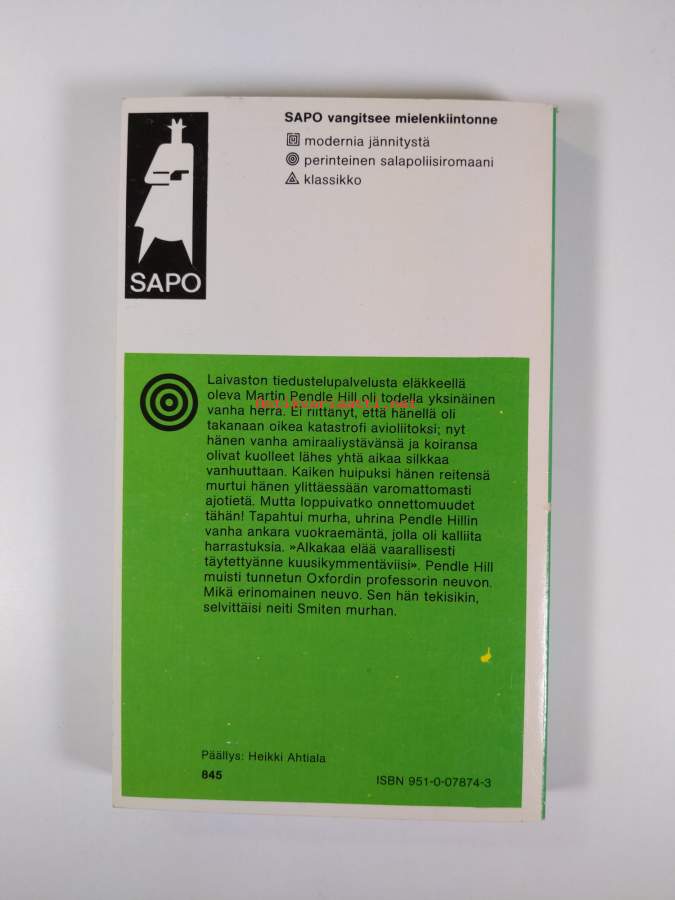 SAPO vangitsee mielenkiintonne
modernia jännitystä
perinteinen salapoliisiromaani
klassikko
SAPO
Laivaston tiedustelupalvelusta eläkkeellä
oleva Martin Pendle Hill oli todella yksinäinen
vanha herra. Ei riittänyt, että hänellä oli
takanaan oikea katastrofi avioliitoksi; nyt
hänen vanha amiraaliystävänsä ja koiransa
olivat kuolleet lähes yhtä aikaa silkkaa
vanhuuttaan. Kaiken huipuksi hänen reitensä
murtui hänen ylittäessään varomattomasti
ajotietä. Mutta loppuivatko onnettomuudet
tähän! Tapahtui murha, uhrina Pendle Hillin
vanha ankara vuokraemäntä, jolla oli kalliita
harrastuksia. »Alkakaa elää vaarallisesti
täytettyänne kuusikymmentäviisi». Pendle Hill
muisti tunnetun Oxfordin professorin neuvon.
Mikä erinomainen neuvo. Sen hän tekisikin,
selvittäisi neiti Smiten murhan.
Päällys: Heikki Ahtiala
845
ISBN 951-0-07874-3